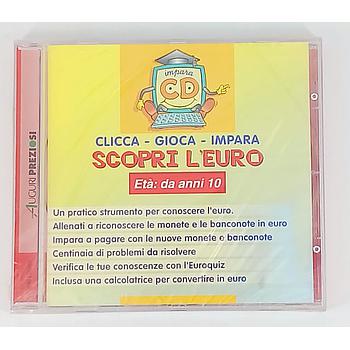 impara
CD
CLICCA - GIOCA - IMPARA
SCOPRI L'EURO
Età: da anni 10
Un pratico strumento per conoscere l'euro.
Allenati a riconoscere le monete e le banconote in euro
Impara a pagare con le nuove monete o banconote
Centinaia di problemi da risolvere
Verifica le tue conoscenze con l'Euroquiz
Inclusa una calcolatrice per convertire in euro
AUGURI PREZIOSI